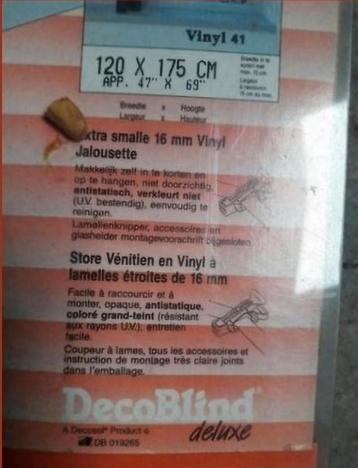 Vinyl 41
120 X 175 CM
APP. 47" X 69"
Breedte x Hoogte
Largeur x Hauteur
xtra smalle 16 mm Vinyl
Jalousette
Makkelijk zelf in te korten en
op te hangen, niet doorzichtig,
antistatisch, verkleurt niet
(U.V. bestendig), eenvoudig te
reinigen.
Lamellenknipper, accessoires en
glasheider montagevoorschrift bijgesloten.
Store Vénitien en Vinyl à
lamelles étroites de 16 mm
Facile à raccourcir et à
monter, opaque, antistatique,
coloré grand-teint (résistant
aux rayons U.V.), entretien
facile.
Coupeur à lames, tous les accessoires et
instruction de montage très claire joints
dans l'emballage.
DecoBlind
deluxe
A Decosol Product
DB 019265